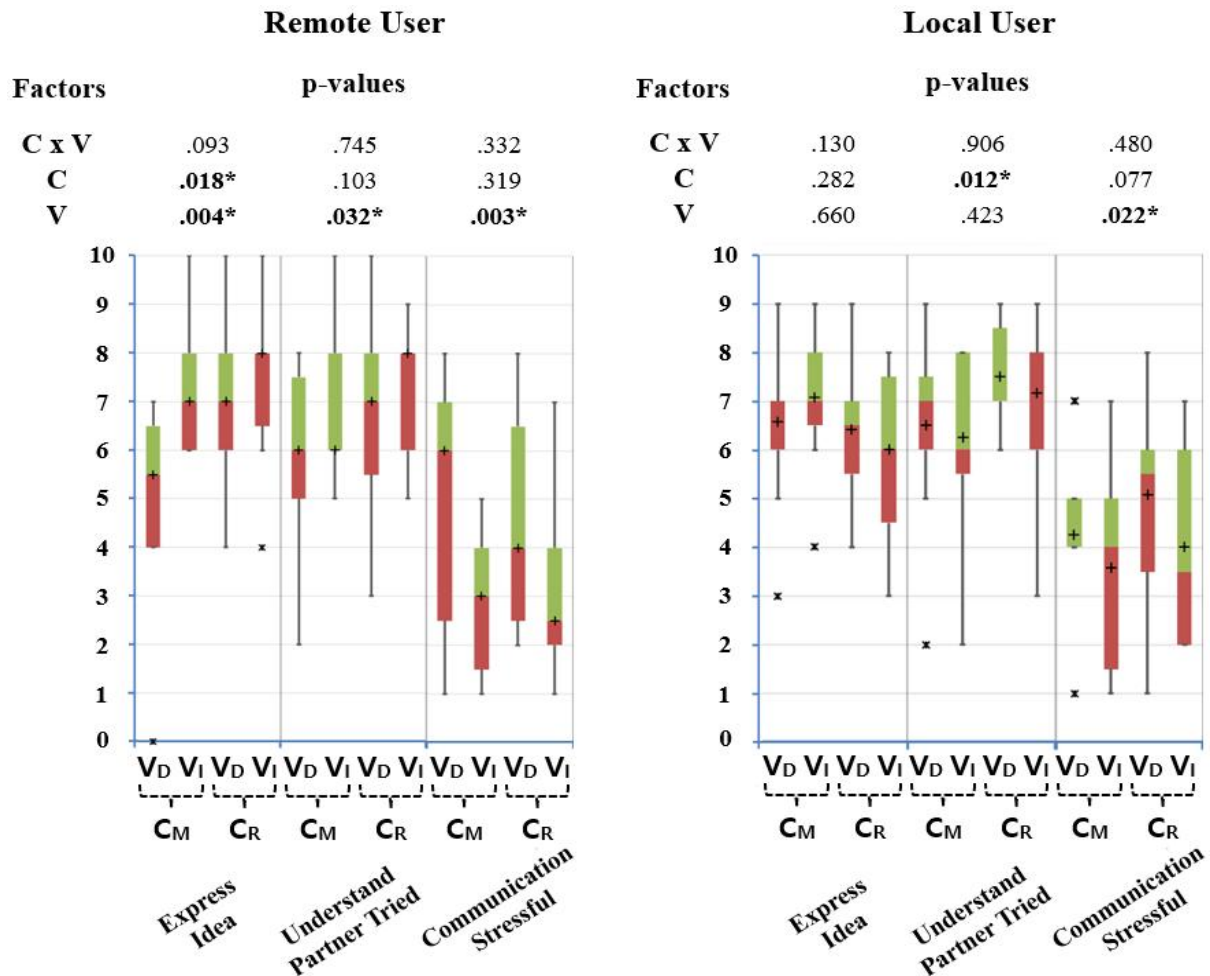 Remote User
Factors p-values
C x V .093 .745 .332
C .018* .103 .319
V .004* .032* .003*
10
9
8
7
6
5
4
3
2
1
0
VD VI VD VI VD VI VD VI VD VI VD VI
CM CR CM CR CM CR
Express
Idea
Understand
Partner Tried
Communication
Stressful
Local User
Factors p-values
C x V .130 .906 .480
C .282 .012* .077
V .660 .423 .022*
10
9
8
7
6
5
4
3
2
1
0
VD VI VD VI VD VI VD VI VD VI VD VI
CM CR CM CR CM CR
Express
Idea
Understand
Partner Tried
Communication
Stressful